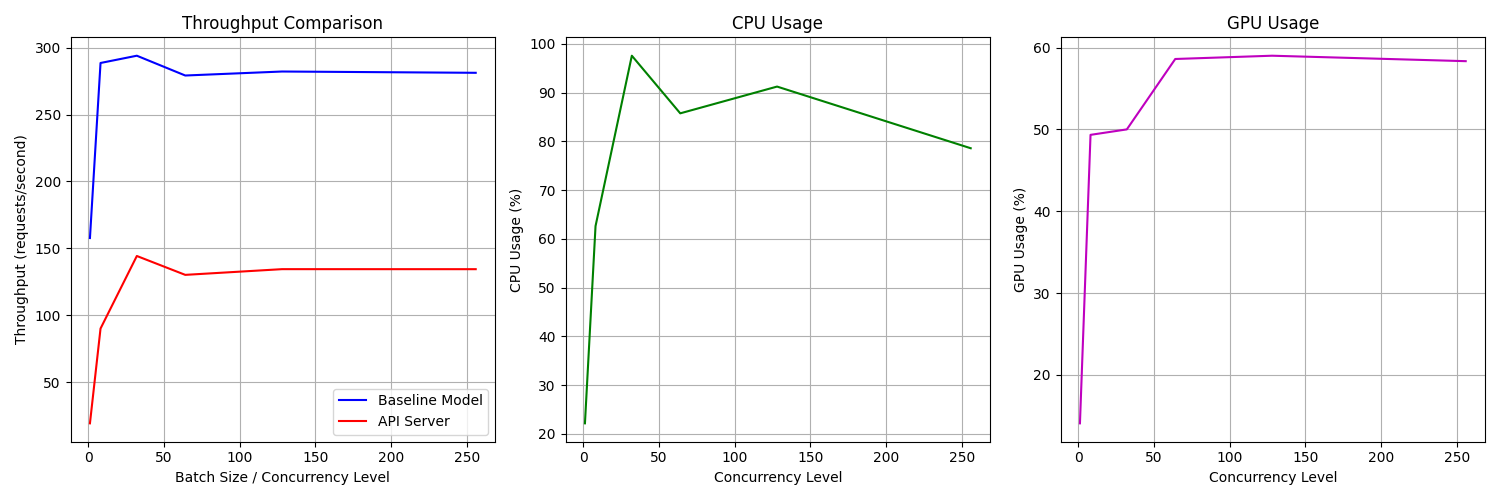 Throughput Comparison
300
250
200
150
100
50
Throughput (requests/second)
0 50 100 150 200 250
Batch Size / Concurrency Level
Baseline Model
API Server
CPU Usage
100
90
80
70
60
50
40
30
20
CPU Usage (%)
0 50 100 150 200 250
Concurrency Level
GPU Usage
60
50
40
30
20
GPU Usage (%)
0 50 100 150 200 250
Concurrency Level